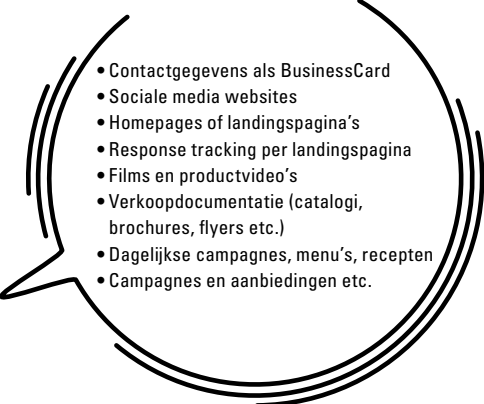 • Contactgegevens als BusinessCard
• Sociale media websites
• Homepages of landingspagina's
• Response tracking per landingspagina
• Films en productvideo's
• Verkoopdocumentatie (catalogi,
brochures, flyers etc.)
• Dagelijkse campagnes, menu's, recepten
• Campagnes en aanbiedingen etc.